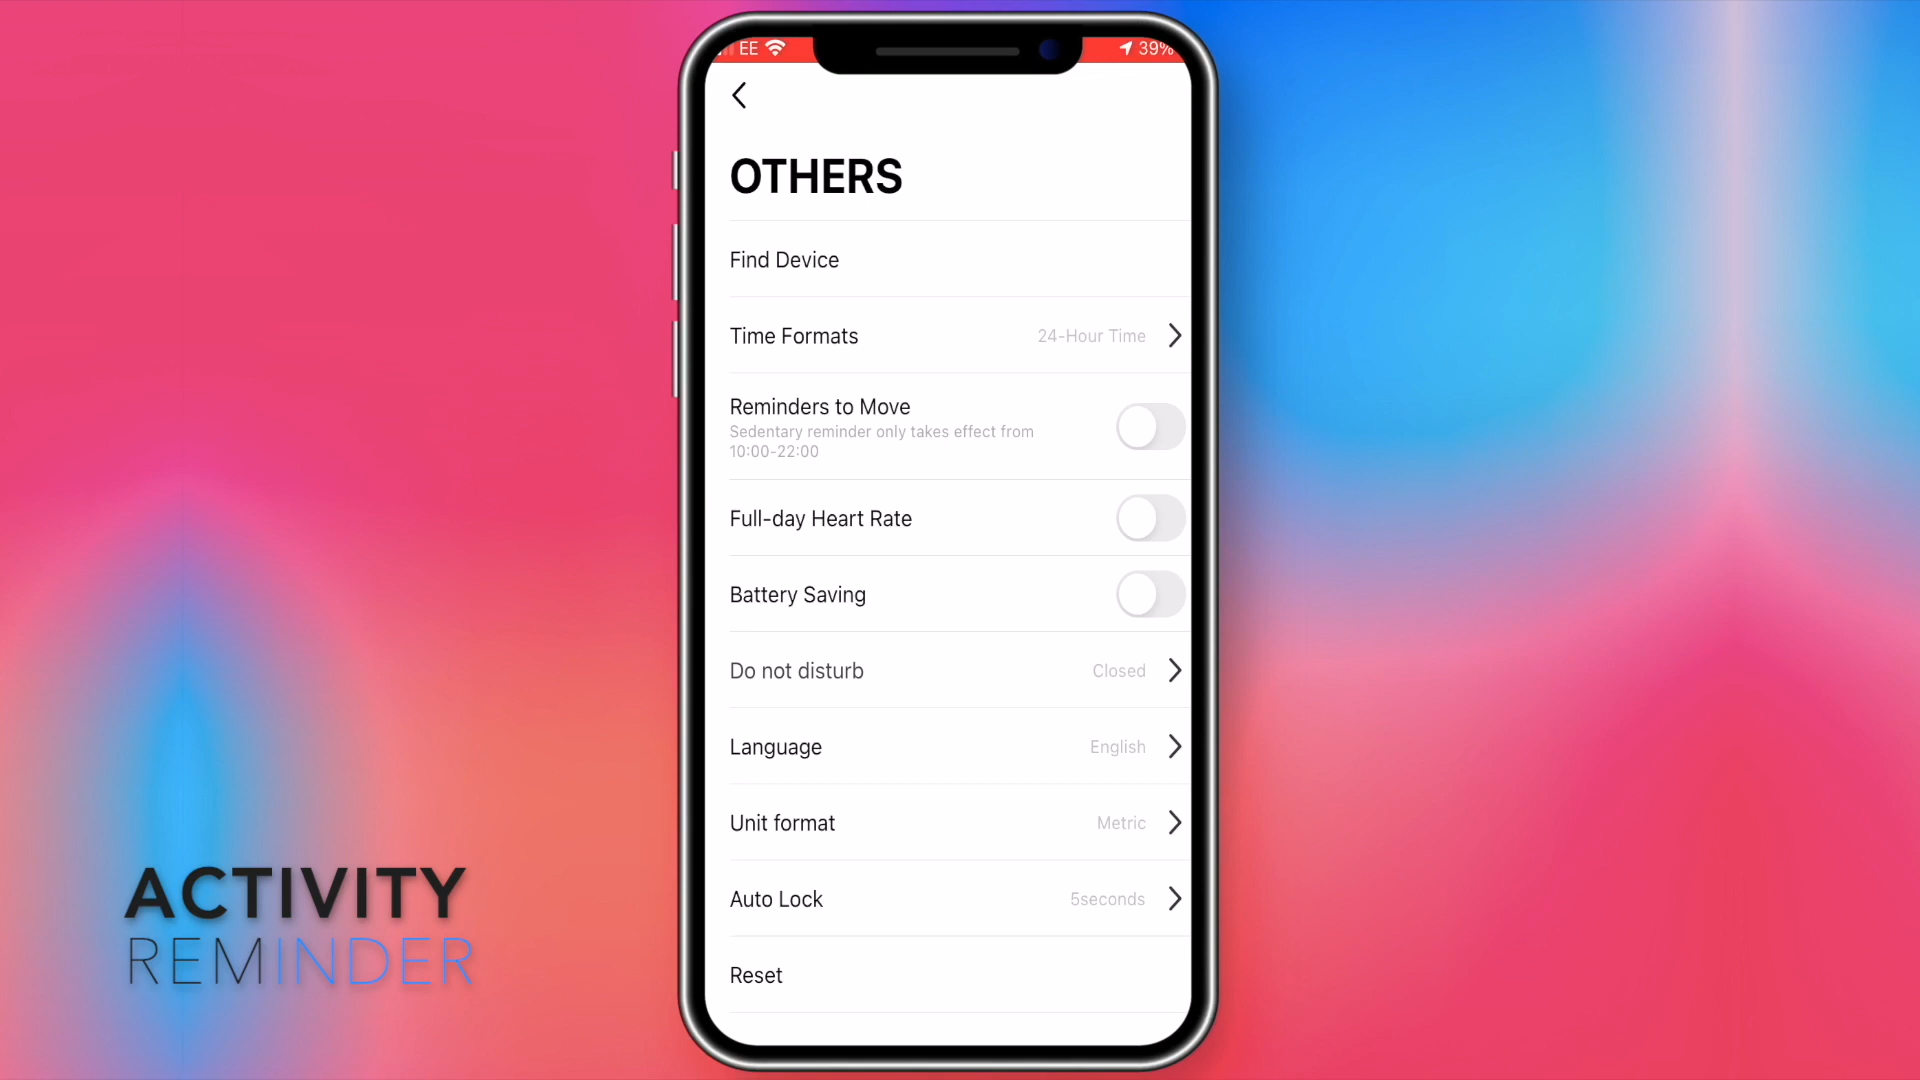 EE
39%
OTHERS
Find Device
Time Formats
24-Hour Time
Reminders to Move
Sedentary reminder only takes effect from
10:00-22:00
Full-day Heart Rate
Battery Saving
Do not disturb
Closed
Language
English
Unit format
Metric
Auto Lock
5seconds
Reset
ACTIVITY
REMINDER